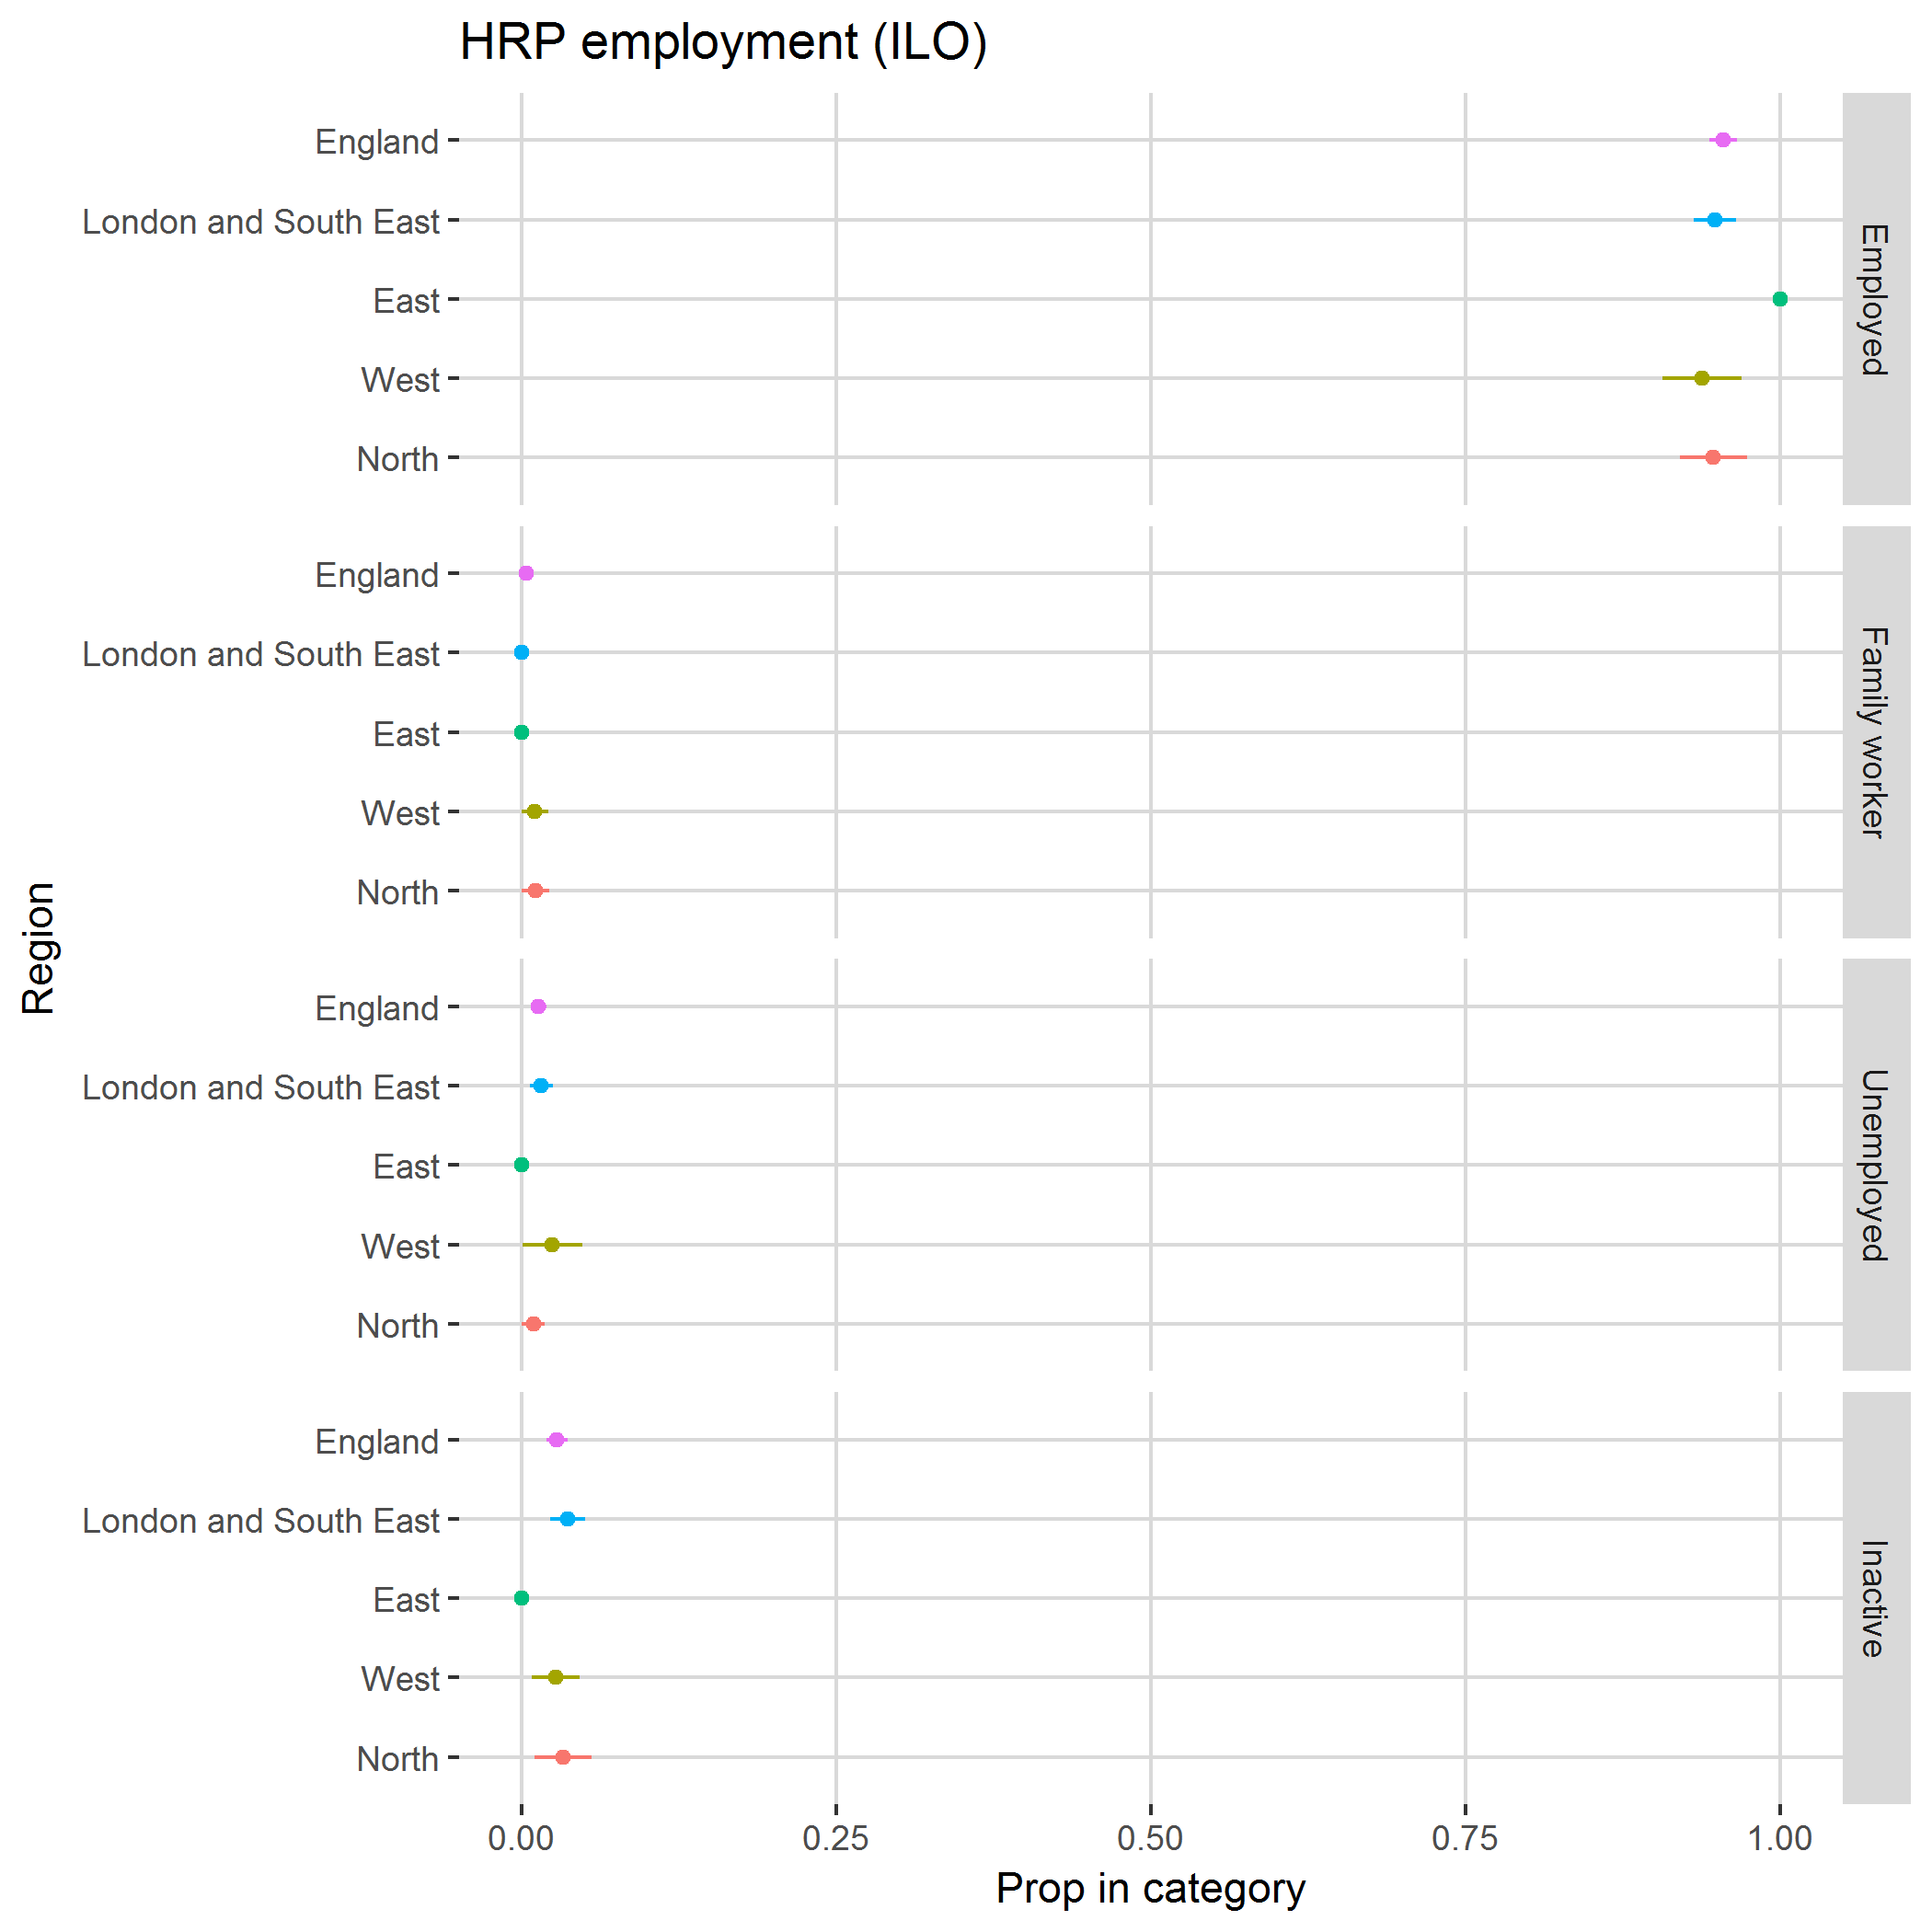 HRP employment (ILO)
England
London and South East
East
West
North
Employed
England
London and South East
East
West
North
Family worker
Region
England
London and South East
East
West
North
Unemployed
England
London and South East
East
West
North
Inactive
0.00 0.25 0.50 0.75 1.00
Prop in category